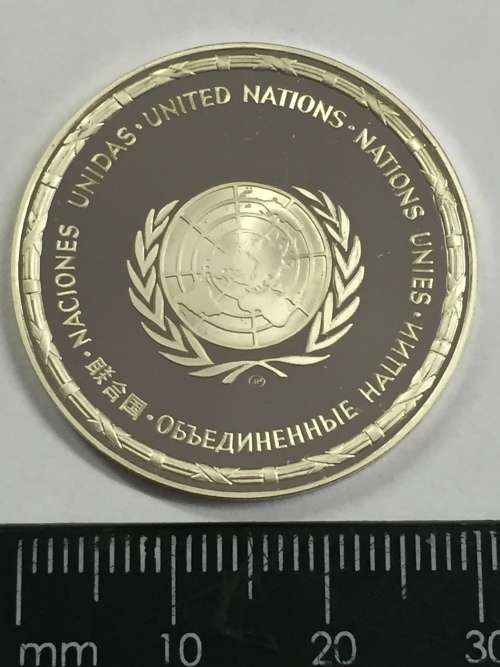 UNITED NATIONS · NATIONS UNIES · ОБЪЕДИНЕННЫЕ НАЦИИ · 联合国 · NACIONES UNIDAS ·
mm 10 20 30